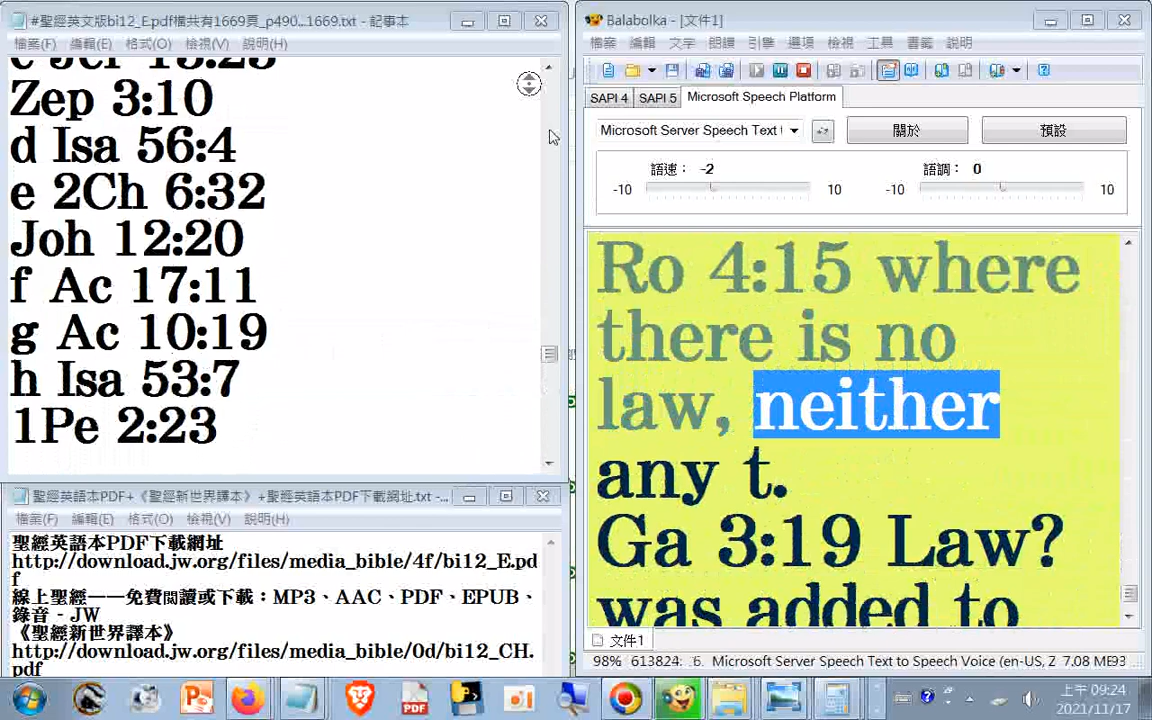 #聖經英文版bi12_E.pdf檔共有1669頁_p490...1669.txt - 記事本
檔案(F) 編輯(E) 格式(O) 檢視(V) 說明(H)
c Jer 13:23
Zep 3:10
d Isa 56:4
e 2Ch 6:32
Joh 12:20
f Ac 17:11
g Ac 10:19
h Isa 53:7
1Pe 2:23
聖經英語本PDF+《聖經新世界譯本》+聖經英語本PDF下載網址.txt -...
檔案(F) 編輯(E) 格式(O) 檢視(V) 說明(H)
聖經英語本PDF下載網址
http://download.jw.org/files/media_bible/4f/bi12_E.pd
f
線上聖經——免費閱讀或下載：MP3、AAC、PDF、EPUB、
錄音 - JW
《聖經新世界譯本》
http://download.jw.org/files/media_bible/0d/bi12_CH.
pdf
Balabolka - [文件1]
檔案 編輯 文字 朗讀 引擎 選項 檢視 工具 書籤 說明
SAPI 4 SAPI 5 Microsoft Speech Platform
Microsoft Server Speech Text 關於 預設
語速： -2 語調： 0
-10 10 -10 10
Ro 4:15 where
there is no
law, neither
any t.
Ga 3:19 Law?
was added to
文件1
98% 613824: .6. Microsoft Server Speech Text to Speech Voice (en-US, Z 7.08 ME93
上午 09:24
2021/11/17